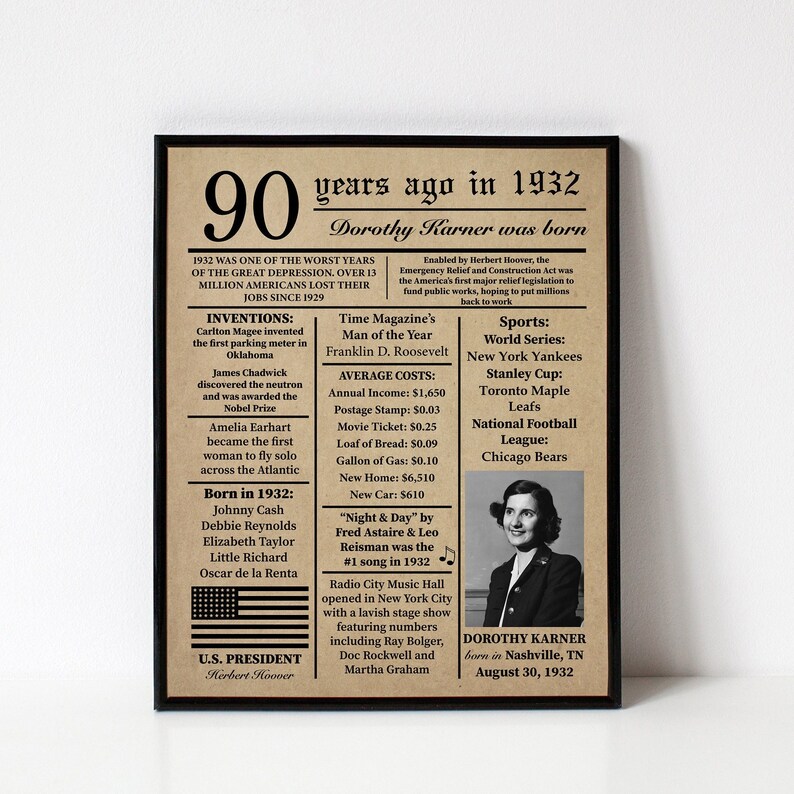 90 years ago in 1932
Dorothy Karner was born
1932 WAS ONE OF THE WORST YEARS
OF THE GREAT DEPRESSION. OVER 13
MILLION AMERICANS LOST THEIR
JOBS SINCE 1929
Enabled by Herbert Hoover, the
Emergency Relief and Construction Act was
the America's first major relief legislation to
fund public works, hoping to put millions
back to work
INVENTIONS:
Carlton Magee invented
the first parking meter in
Oklahoma
James Chadwick
discovered the neutron
and was awarded the
Nobel Prize
Amelia Earhart
became the first
woman to fly solo
across the Atlantic
Born in 1932:
Johnny Cash
Debbie Reynolds
Elizabeth Taylor
Little Richard
Oscar de la Renta
U.S. PRESIDENT
Herbert Hoover
Time Magazine's
Man of the Year
Franklin D. Roosevelt
AVERAGE COSTS:
Annual Income: $1,650
Postage Stamp: $0.03
Movie Ticket: $0.25
Loaf of Bread: $0.09
Gallon of Gas: $0.10
New Home: $6,510
New Car: $610
“Night & Day” by
Fred Astaire & Leo
Reisman was the
#1 song in 1932
Radio City Music Hall
opened in New York City
with a lavish stage show
featuring numbers
including Ray Bolger,
Doc Rockwell and
Martha Graham
Sports:
World Series:
New York Yankees
Stanley Cup:
Toronto Maple
Leafs
National Football
League:
Chicago Bears
DOROTHY KARNER
born in Nashville, TN
August 30, 1932